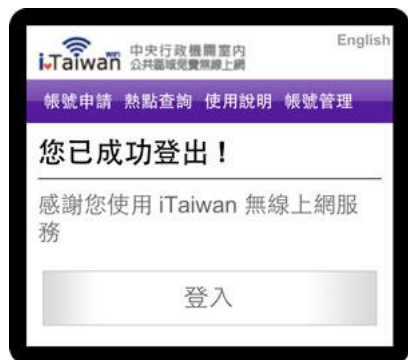 English
iTaiwan WiFi
中央行政機關室內
公共區域免費無線上網
帳號申請 熱點查詢 使用說明 帳號管理
您已成功登出！
感謝您使用 iTaiwan 無線上網服
務
登入